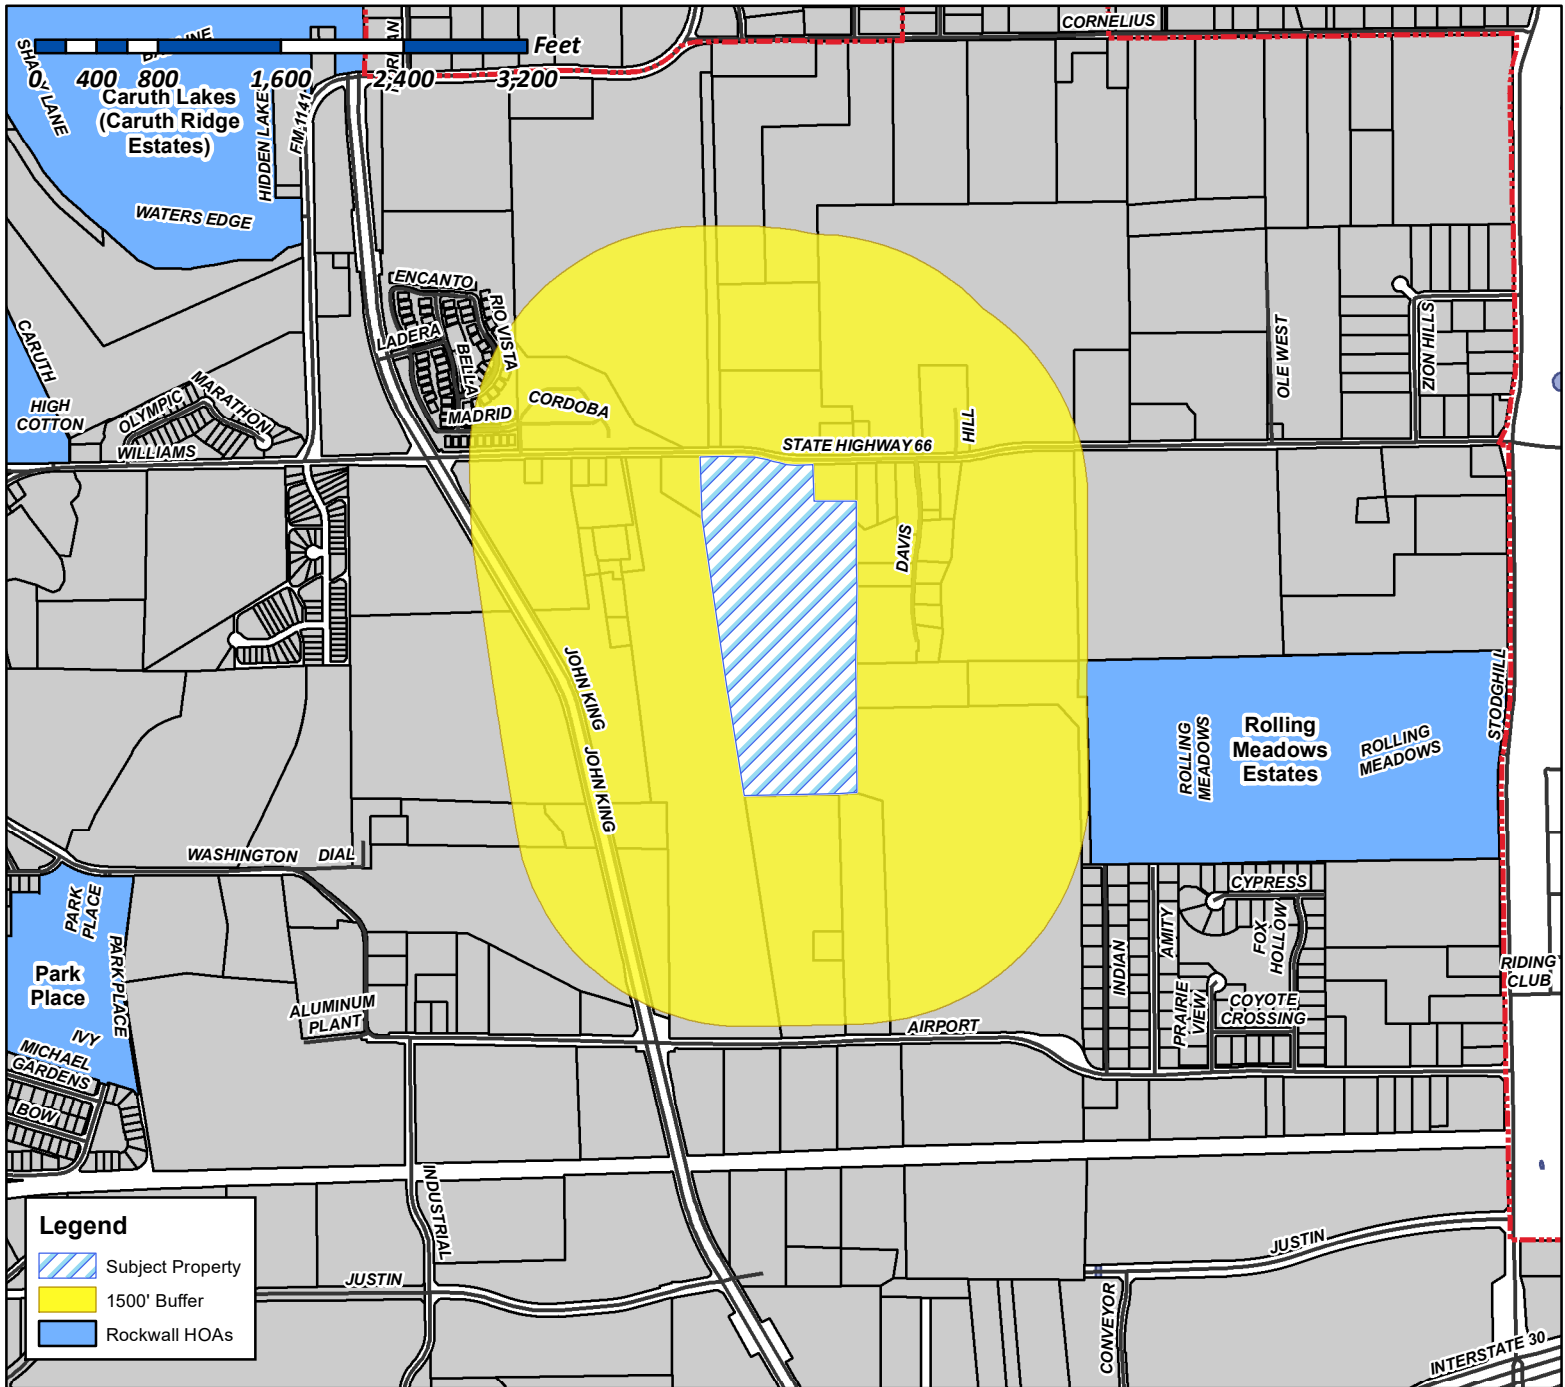 CORNELIUS
Feet
0 400 800 1,600 2,400 3,200
SHADY LANE
Caruth Lakes
(Caruth Ridge
Estates)
HIDDEN LAKE
FM 1141
WATERS EDGE
ENCANTO
RIO VISTA
LADERA
BELLA
MADRID
CORDOBA
CARUTH
HIGH
COTTON
OLYMPIC
MARATHON
WILLIAMS
STATE HIGHWAY 66
HILL
OLE WEST
ZION HILLS
DAVIS
JOHN KING
JOHN KING
STODGHILL
ROLLING
MEADOWS
Rolling
Meadows
Estates
ROLLING
MEADOWS
WASHINGTON
DIAL
PARK
PLACE
PARK PLACE
Park
Place
IVY
MICHAEL
GARDENS
BOW
ALUMINUM
PLANT
AIRPORT
INDIAN
AMITY
CYPRESS
FOX
HOLLOW
PRAIRIE
VIEW
COYOTE
CROSSING
RIDING
CLUB
INDUSTRIAL
JUSTIN
JUSTIN
CONVEYOR
INTERSTATE 30
Legend
Subject Property
1500' Buffer
Rockwall HOAs